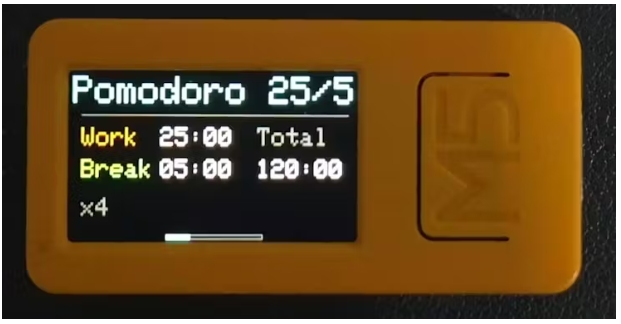 Pomodoro 25/5
Work 25:00 Total
Break 05:00 120:00
x4
M5